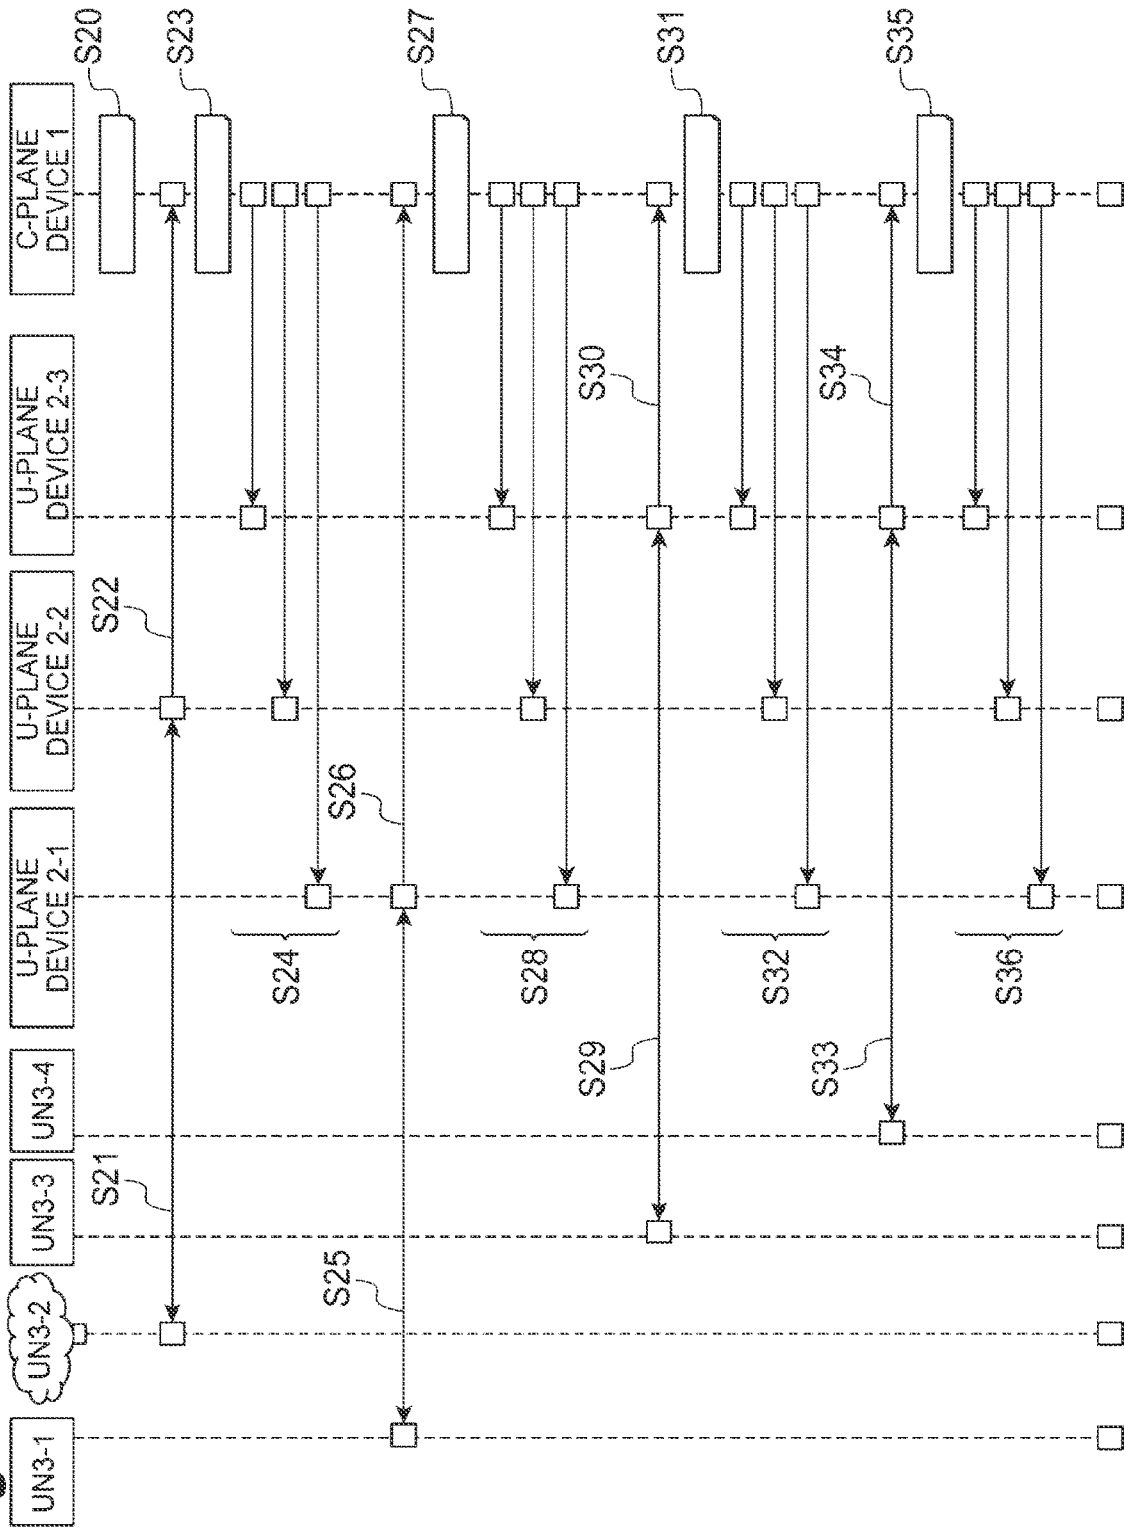 UN3-1
UN3-2
UN3-3
UN3-4
U-PLANE
DEVICE 2-1
U-PLANE
DEVICE 2-2
U-PLANE
DEVICE 2-3
C-PLANE
DEVICE 1
S20
S21
S22
S23
S24
S25
S26
S27
S28
S29
S30
S31
S32
S33
S34
S35
S36